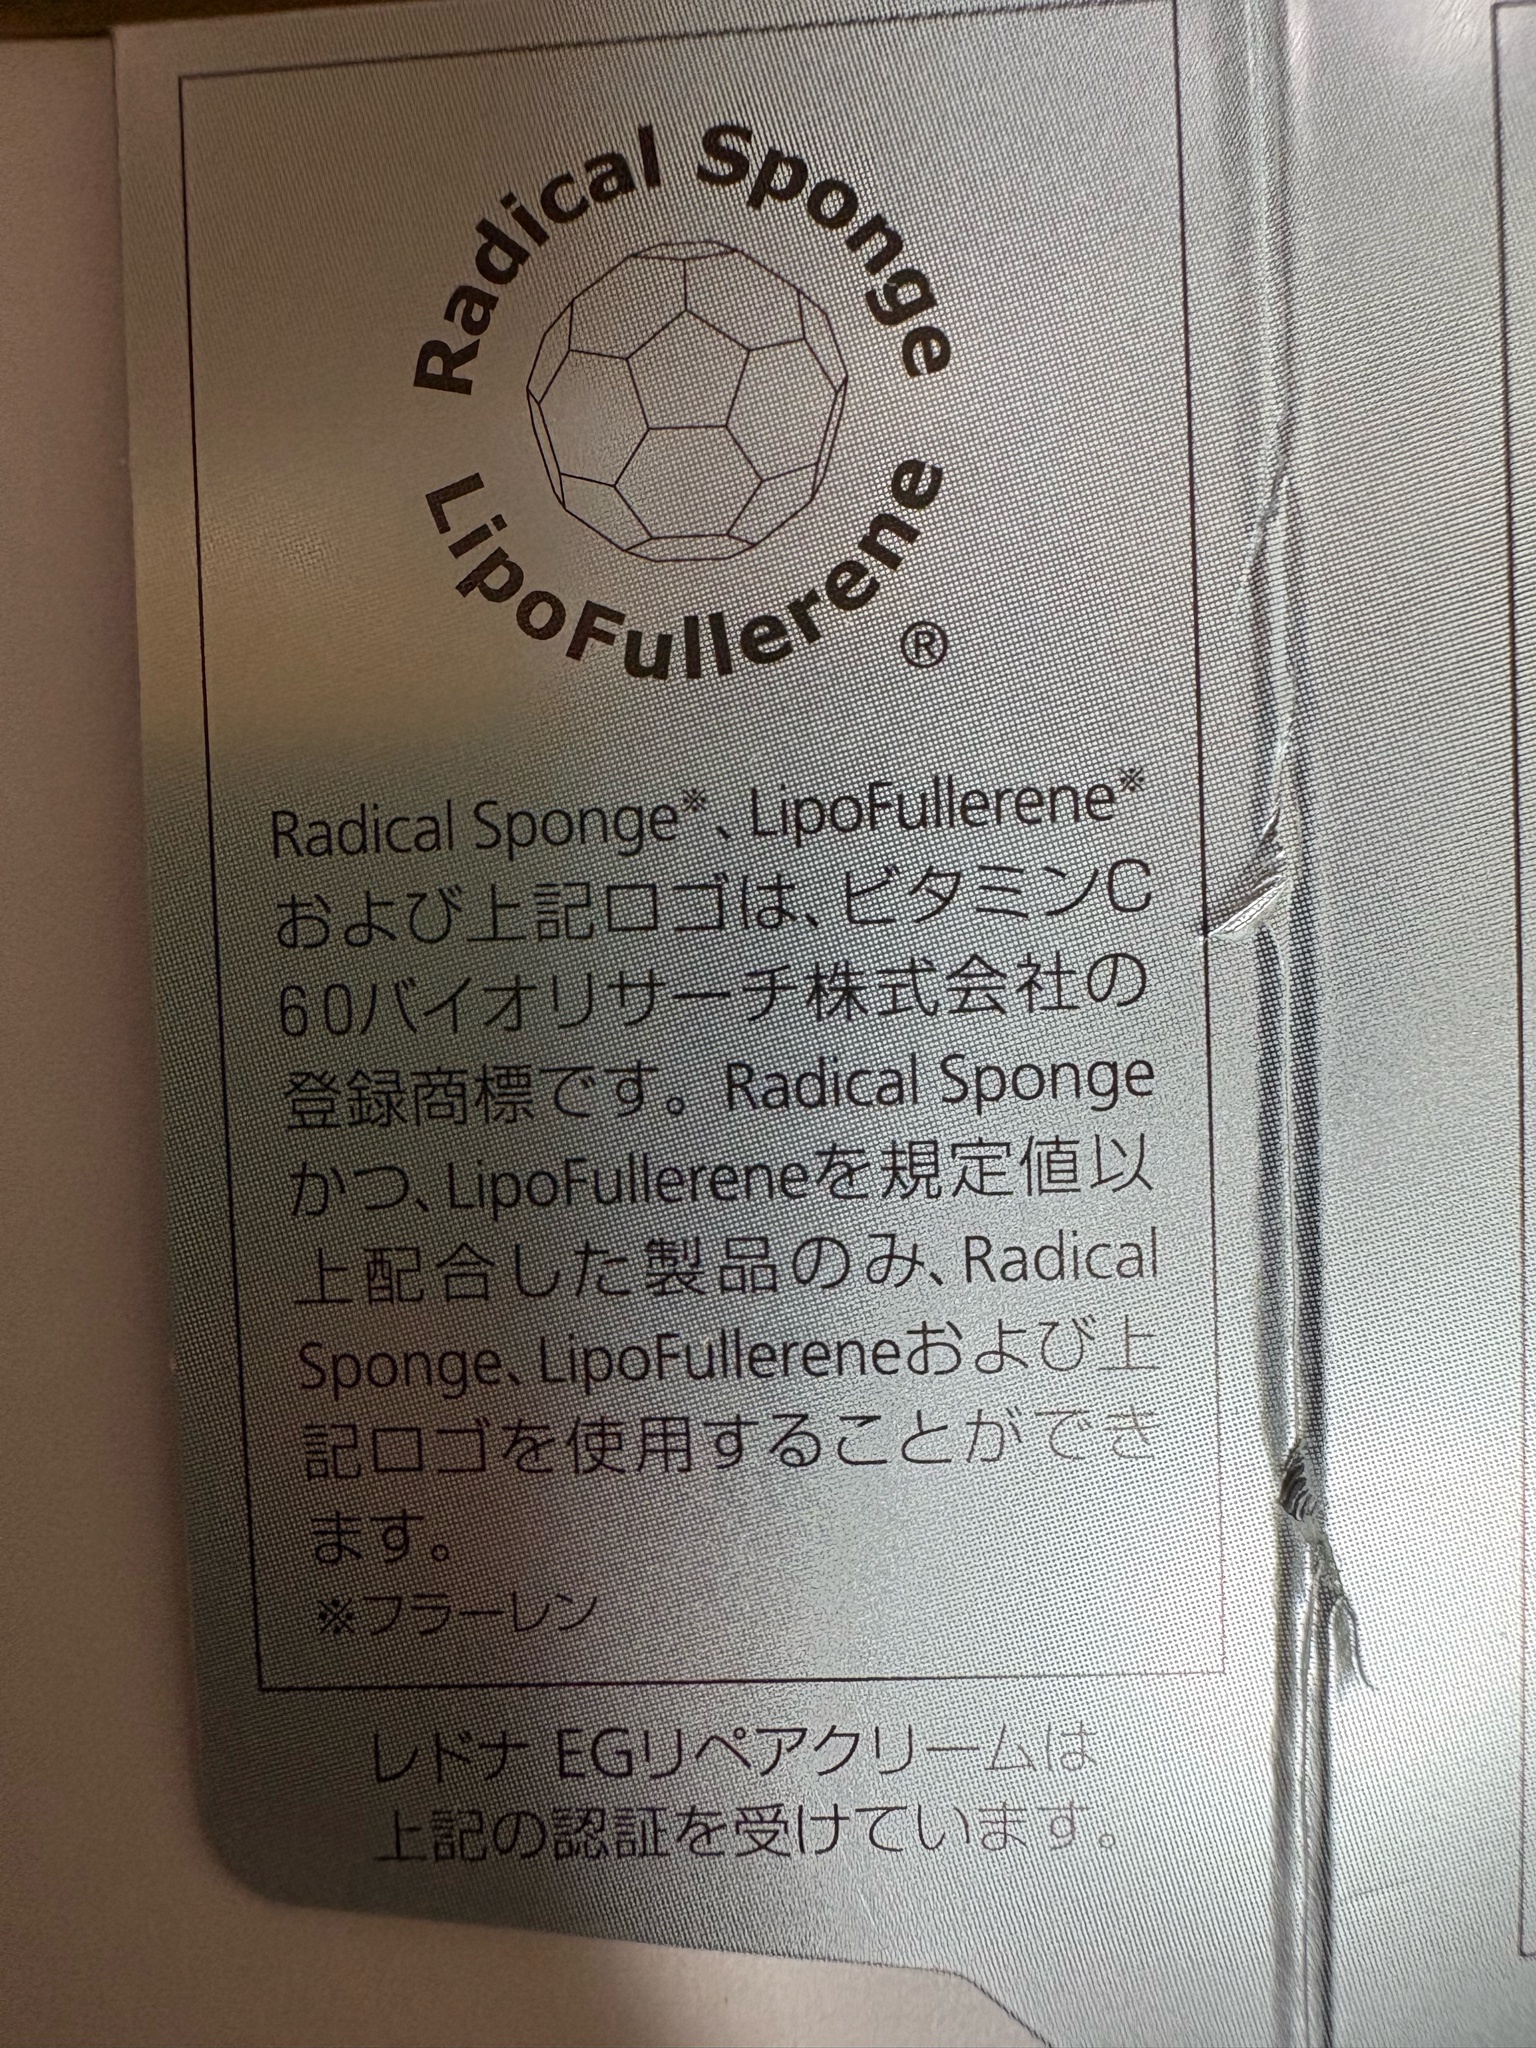 Radical Sponge
LipoFullerene
®
Radical Sponge※、LipoFullerene※
および上記ロゴは、ビタミンC
60バイオリサーチ株式会社の
登録商標です。Radical Sponge
かつ、LipoFullereneを規定値以
上配合した製品のみ、Radical
Sponge、LipoFullereneおよび上
記ロゴを使用することができ
ます。
※フラーレン
レドナ EGリペアクリームは
上記の認証を受けています。